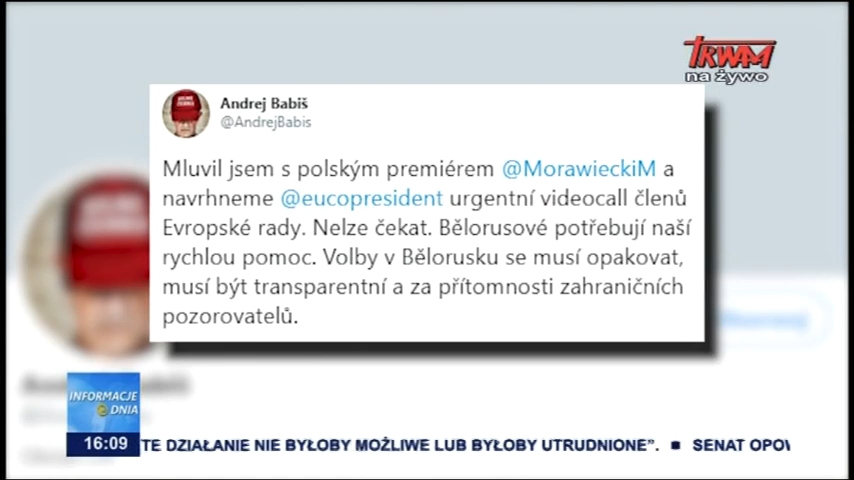 TRWAM
na żywo
Andrej Babiš
@AndrejBabis
Mluvil jsem s polským premiérem @MorawieckiM a
navrhneme @eucopresident urgentní videocall členů
Evropské rady. Nelze čekat. Bělorusové potřebují naší
rychlou pomoc. Volby v Bělorusku se musí opakovat,
musí být transparentní a za přítomnosti zahraničních
pozorovatelů.
INFORMACJE
DNIA
16:09
TE DZIAŁANIE NIE BYŁOBY MOŻLIWE LUB BYŁOBY UTRUDNIONE”. ■ SENAT OPOW